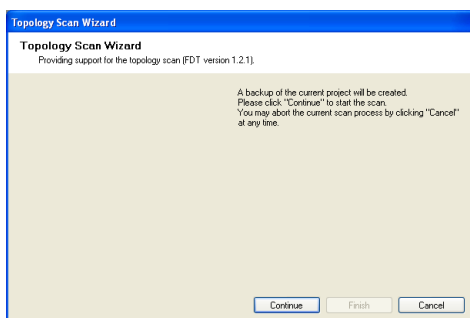 Topology Scan Wizard
Topology Scan Wizard
Providing support for the topology scan (FDT version 1.2.1).
A backup of the current project will be created.
Please click "Continue" to start the scan.
You may abort the current scan process by clicking "Cancel"
at any time.
Continue
Finish
Cancel